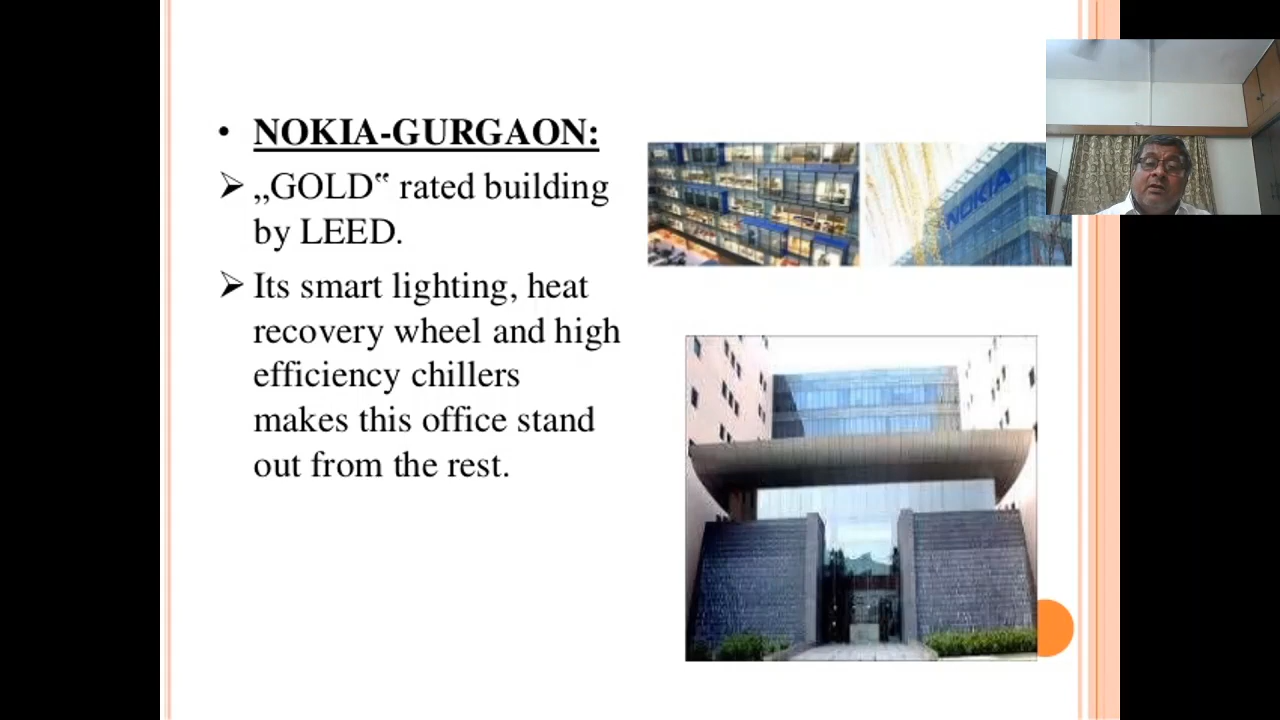 • NOKIA-GURGAON:
➢ „GOLD‟ rated building
by LEED.
➢ Its smart lighting, heat
recovery wheel and high
efficiency chillers
makes this office stand
out from the rest.
NOKIA